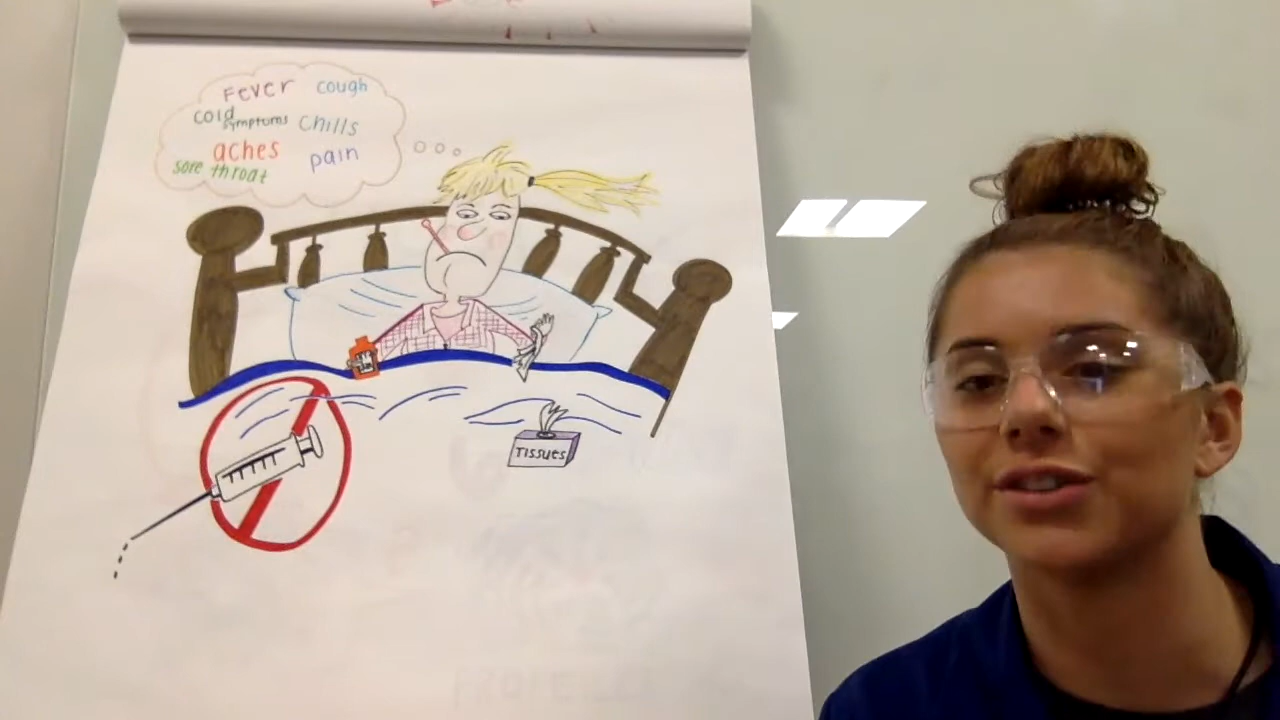 Fever cough
cold symptoms chills
aches pain
sore throat
Tissues